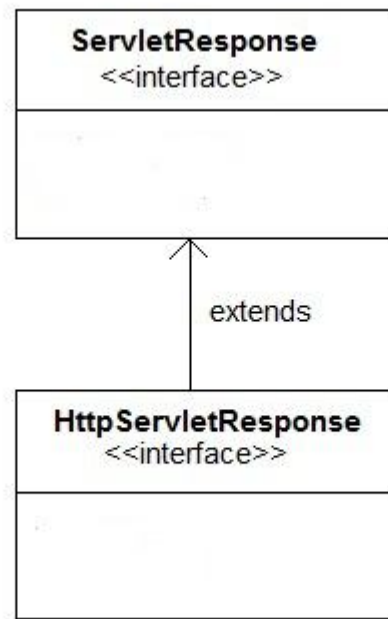 ServletResponse
<<interface>>
extends
HttpServletResponse
<<interface>>